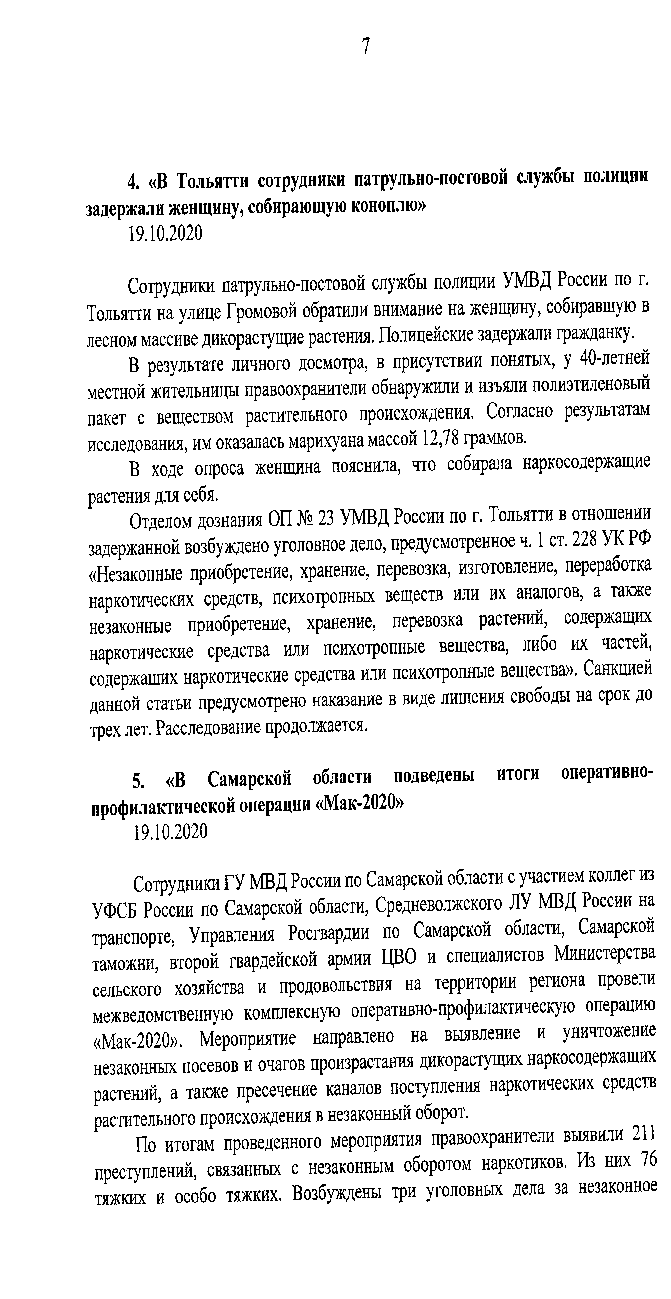 7
4. «В Тольятти сотрудники патрульно-постовой службы полиции
задержали женщину, собирающую коноплю»
19.10.2020
Сотрудники патрульно-постовой службы полиции УМВД России по г.
Тольятти на улице Громовой обратили внимание на женщину, собиравшую в
лесном массиве дикорастущие растения. Полицейские задержали гражданку.
В результате личного досмотра, в присутствии понятых, у 40-летней
местной жительницы правоохранители обнаружили и изъяли полиэтиленовый
пакет с веществом растительного происхождения. Согласно результатам
исследования, им оказалась марихуана массой 12,78 граммов.
В ходе опроса женщина пояснила, что собирала наркосодержащие
растения для себя.
Отделом дознания ОП № 23 УМВД России по г. Тольятти в отношении
задержанной возбуждено уголовное дело, предусмотренное ч. 1 ст. 228 УК РФ
«Незаконные приобретение, хранение, перевозка, изготовление, переработка
наркотических средств, психотропных веществ или их аналогов, а также
незаконные приобретение, хранение, перевозка растений, содержащих
наркотические средства или психотропные вещества, либо их частей,
содержащих наркотические средства или психотропные вещества». Санкцией
данной статьи предусмотрено наказание в виде лишения свободы на срок до
трех лет. Расследование продолжается.
5. «В Самарской области подведены итоги оперативно-
профилактической операции «Мак-2020»
19.10.2020
Сотрудники ГУ МВД России по Самарской области с участием коллег из
УФСБ России по Самарской области, Средневолжского ЛУ МВД России на
транспорте, Управления Росгвардии по Самарской области, Самарской
таможни, второй гвардейской армии ЦВО и специалистов Министерства
сельского хозяйства и продовольствия на территории региона провели
межведомственную комплексную оперативно-профилактическую операцию
«Мак-2020». Мероприятие направлено на выявление и уничтожение
незаконных посевов и очагов произрастания дикорастущих наркосодержащих
растений, а также пресечение каналов поступления наркотических средств
растительного происхождения в незаконный оборот.
По итогам проведенного мероприятия правоохранители выявили 211
преступлений, связанных с незаконным оборотом наркотиков. Из них 76
тяжких и особо тяжких. Возбуждены три уголовных дела за незаконное